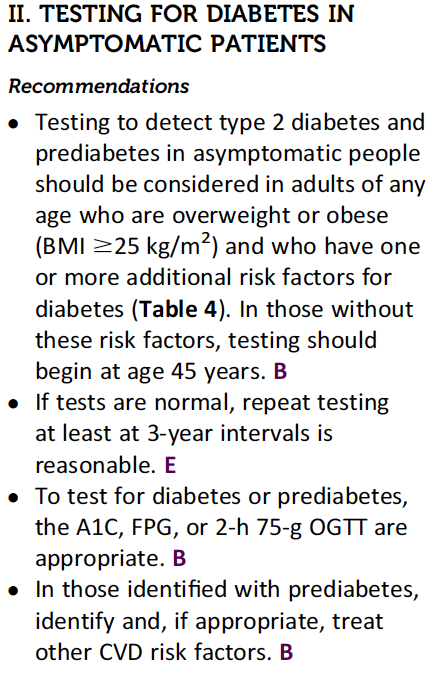 II. TESTING FOR DIABETES IN
ASYMPTOMATIC PATIENTS
Recommendations
• Testing to detect type 2 diabetes and
prediabetes in asymptomatic people
should be considered in adults of any
age who are overweight or obese
(BMI ≥25 kg/m²) and who have one
or more additional risk factors for
diabetes (Table 4). In those without
these risk factors, testing should
begin at age 45 years. B
• If tests are normal, repeat testing
at least at 3-year intervals is
reasonable. E
• To test for diabetes or prediabetes,
the A1C, FPG, or 2-h 75-g OGTT are
appropriate. B
• In those identified with prediabetes,
identify and, if appropriate, treat
other CVD risk factors. B